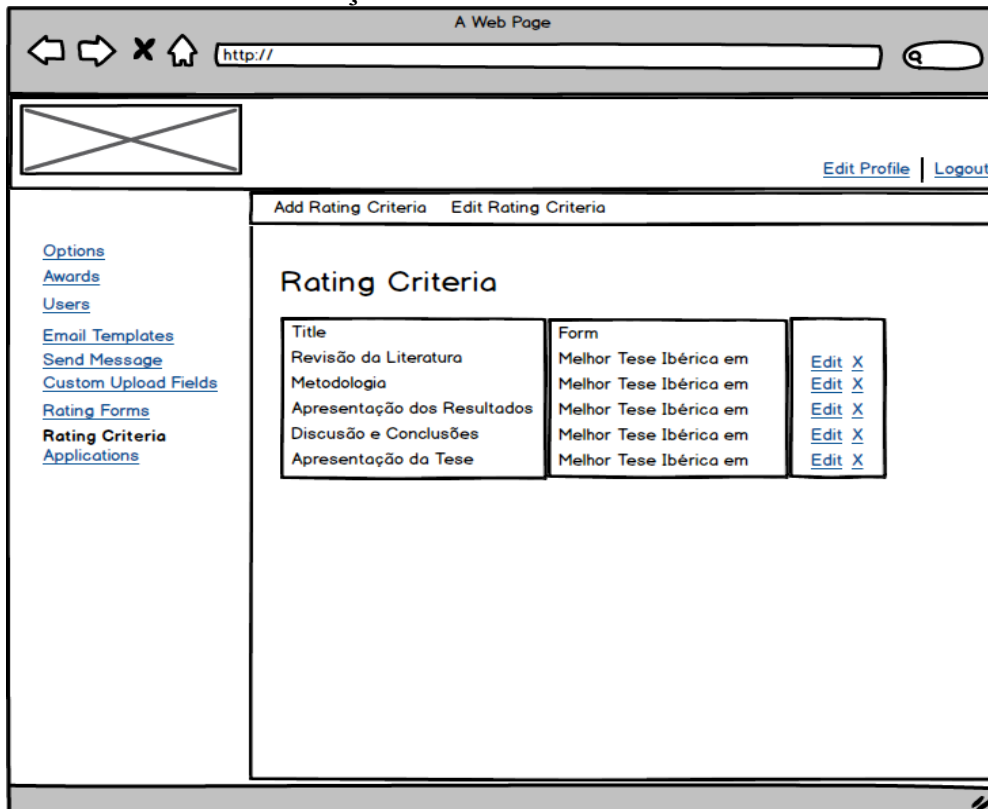 A Web Page
http://
Edit Profile Logout
Add Rating Criteria Edit Rating Criteria
Options
Awards
Users
Email Templates
Send Message
Custom Upload Fields
Rating Forms
Rating Criteria
Applications
Rating Criteria
Title Form
Revisão da Literatura Melhor Tese Ibérica em Edit X
Metodologia Melhor Tese Ibérica em Edit X
Apresentação dos Resultados Melhor Tese Ibérica em Edit X
Discusão e Conclusões Melhor Tese Ibérica em Edit X
Apresentação da Tese Melhor Tese Ibérica em Edit X